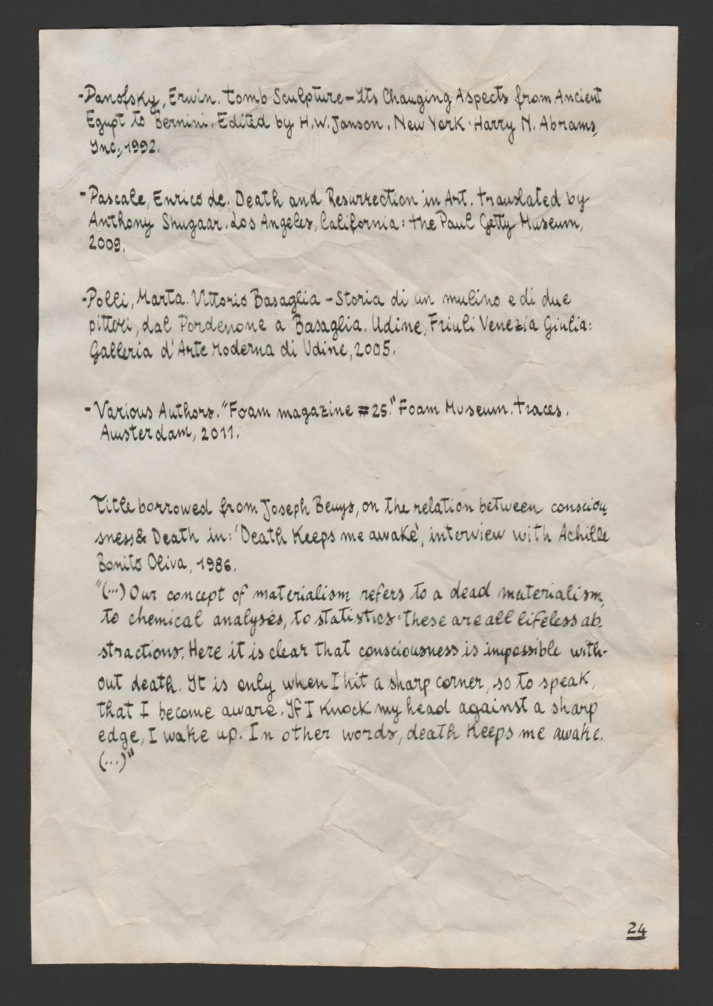 -Panofsky, Erwin. Tomb Sculpture-Its Changing Aspects from Ancient
Egypt to Bernini. Edited by H.W. Janson. New York: Harry N. Abrams,
Inc., 1992.
-Pascale, Enrico de. Death and Resurrection in Art. Translated by
Anthony Shugaar. Los Angeles, California: The Paul Getty Museum,
2009.
-Polli, Marta. Vittorio Basaglia - Storia di un mulino e di due
pittori, dal Pordenone a Basaglia. Udine, Friuli Venezia Giulia:
Galleria d'Arte Moderna di Udine, 2005.
-Various Authors. "Foam magazine #25." Foam Museum. Traces.
Amsterdam, 2011.
Title borrowed from Joseph Beuys, on the relation between conscious
ness & Death in: 'Death Keeps me awake', interview with Achille
Bonito Oliva, 1986.
"(...) Our concept of materialism refers to a dead materialism,
to chemical analyses, to statistics: these are all lifeless ab
stractions. Here it is clear that consciousness is impossible with-
out death. It is only when I hit a sharp corner, so to speak,
that I become aware. If I knock my head against a sharp
edge, I wake up. In other words, death keeps me awake.
(...)"
24